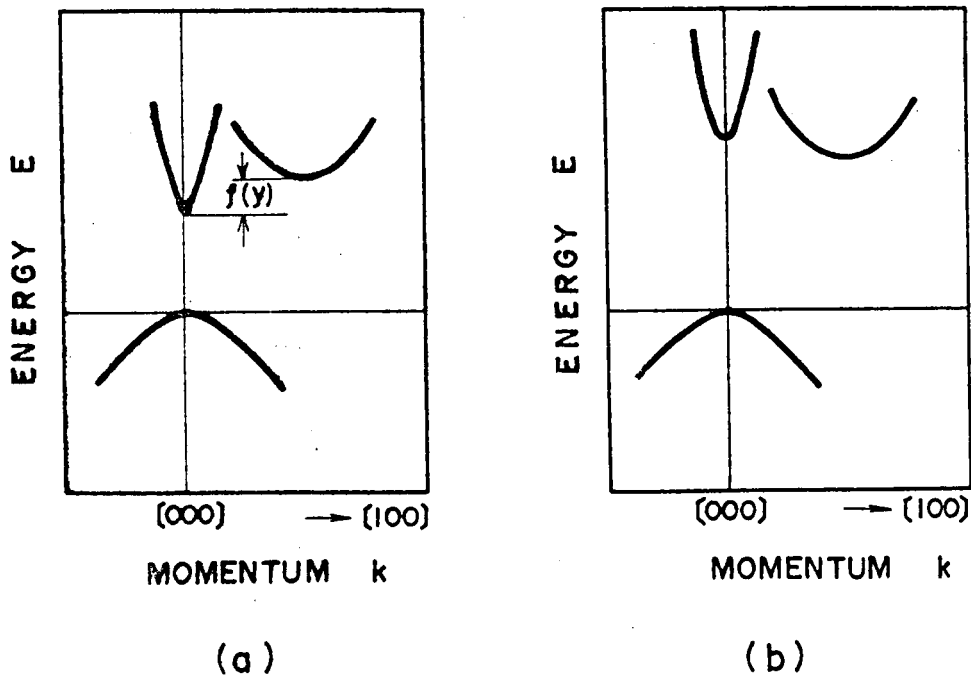 ENERGY E
f(y)
[000] → [100]
MOMENTUM k
(a)
ENERGY E
[000] → [100]
MOMENTUM k
(b)